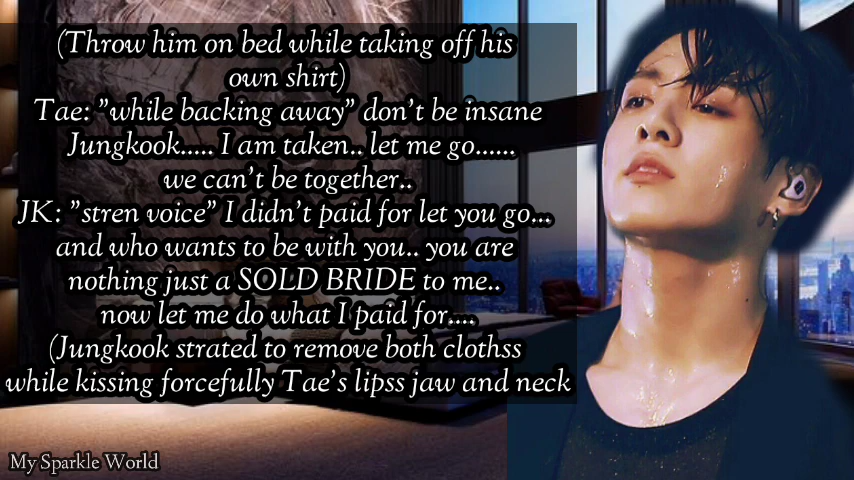 (Throw him on bed while taking off his
own shirt)
Tae: "while backing away" don't be insane
Jungkook..... I am taken.. let me go......
we can't be together..
JK: "stren voice" I didn't paid for let you go...
and who wants to be with you.. you are
nothing just a SOLD BRIDE to me..
now let me do what I paid for....
(Jungkook strated to remove both clothss
while kissing forcefully Tae's lipss jaw and neck
My Sparkle World